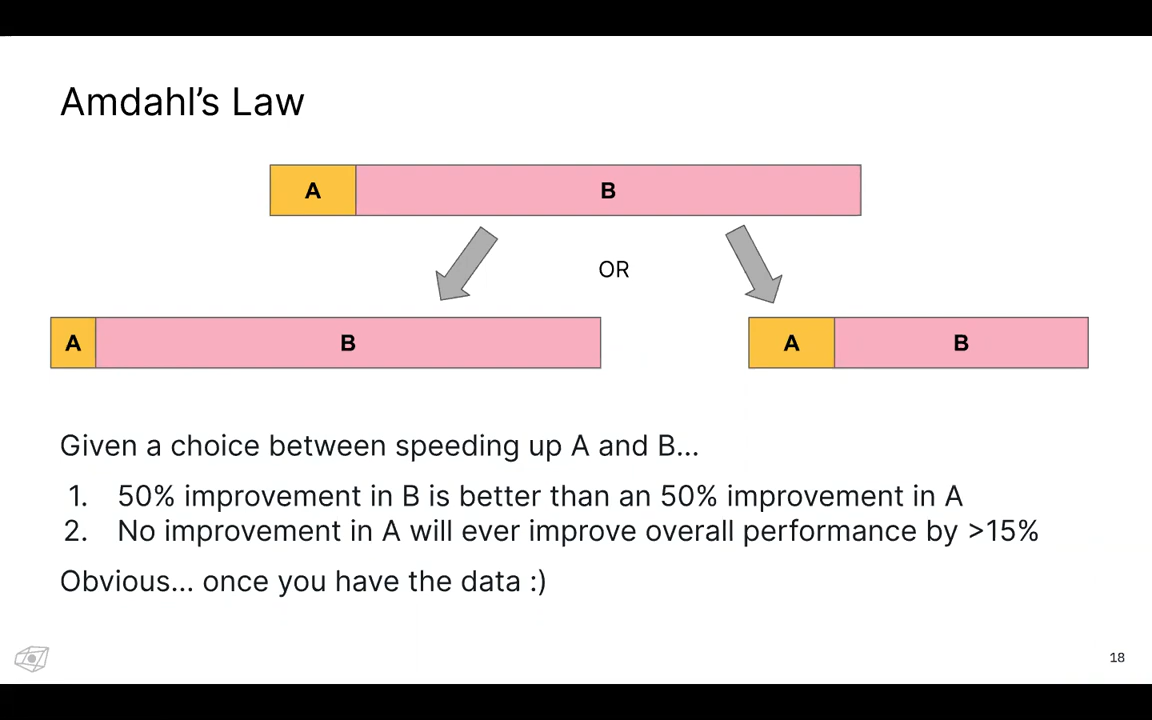 Amdahl’s Law
A B
OR
A B
A B
Given a choice between speeding up A and B...
1. 50% improvement in B is better than an 50% improvement in A
2. No improvement in A will ever improve overall performance by >15%
Obvious... once you have the data :)
18